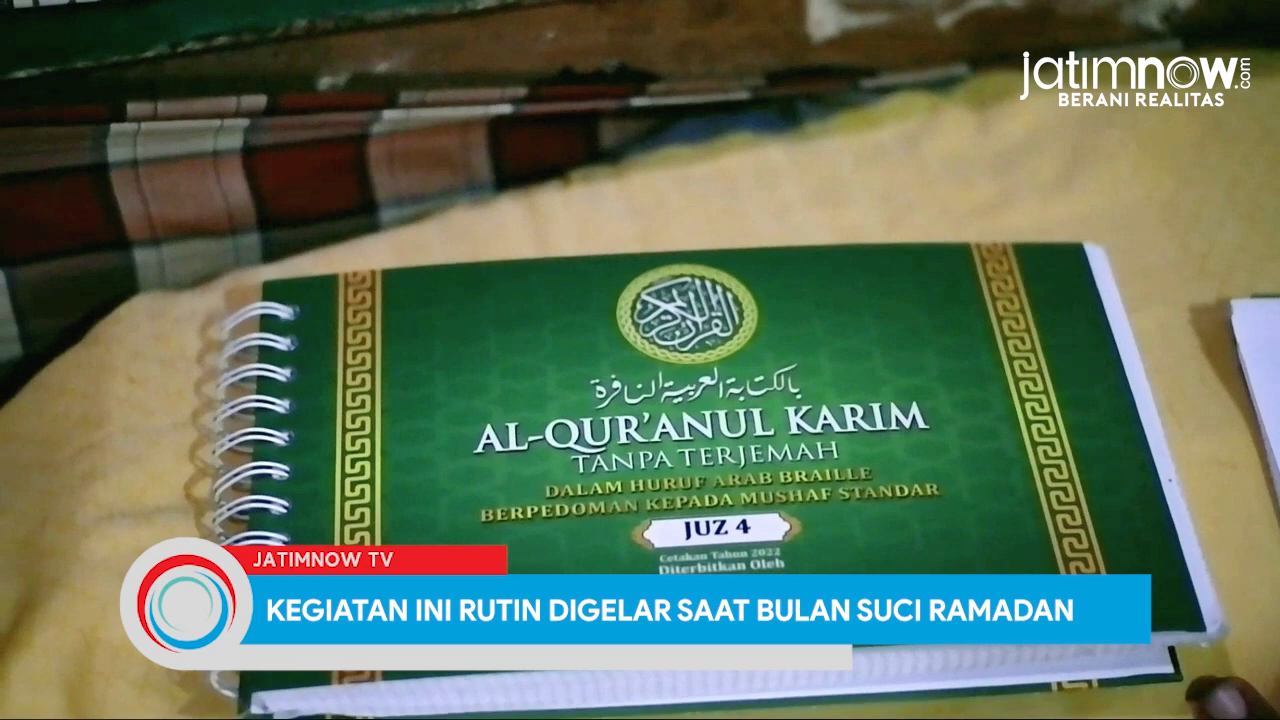 jatimnow.com
BERANI REALITAS
القرآن الكريم
بالكتابة العربية النافرة
AL-QUR'ANUL KARIM
TANPA TERJEMAH
DALAM HURUF ARAB BRAILLE
BERPEDOMAN KEPADA MUSHAF STANDAR
JUZ 4
Cetakan Tahun 2022
Diterbitkan Oleh
JATIMNOW TV
KEGIATAN INI RUTIN DIGELAR SAAT BULAN SUCI RAMADAN